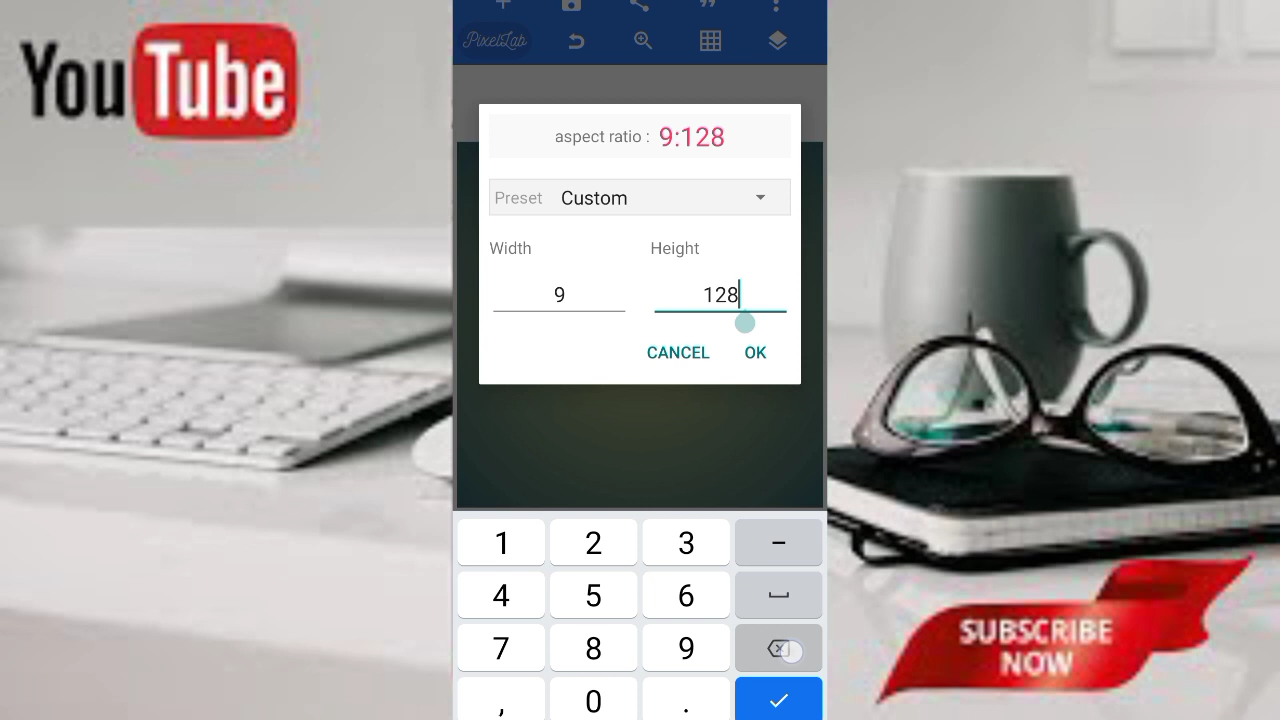 YouTube
PixelLab
aspect ratio : 9:128
Preset Custom
Width Height
9 128
CANCEL OK
1 2 3 -
4 5 6
7 8 9
, 0 .
SUBSCRIBE
NOW